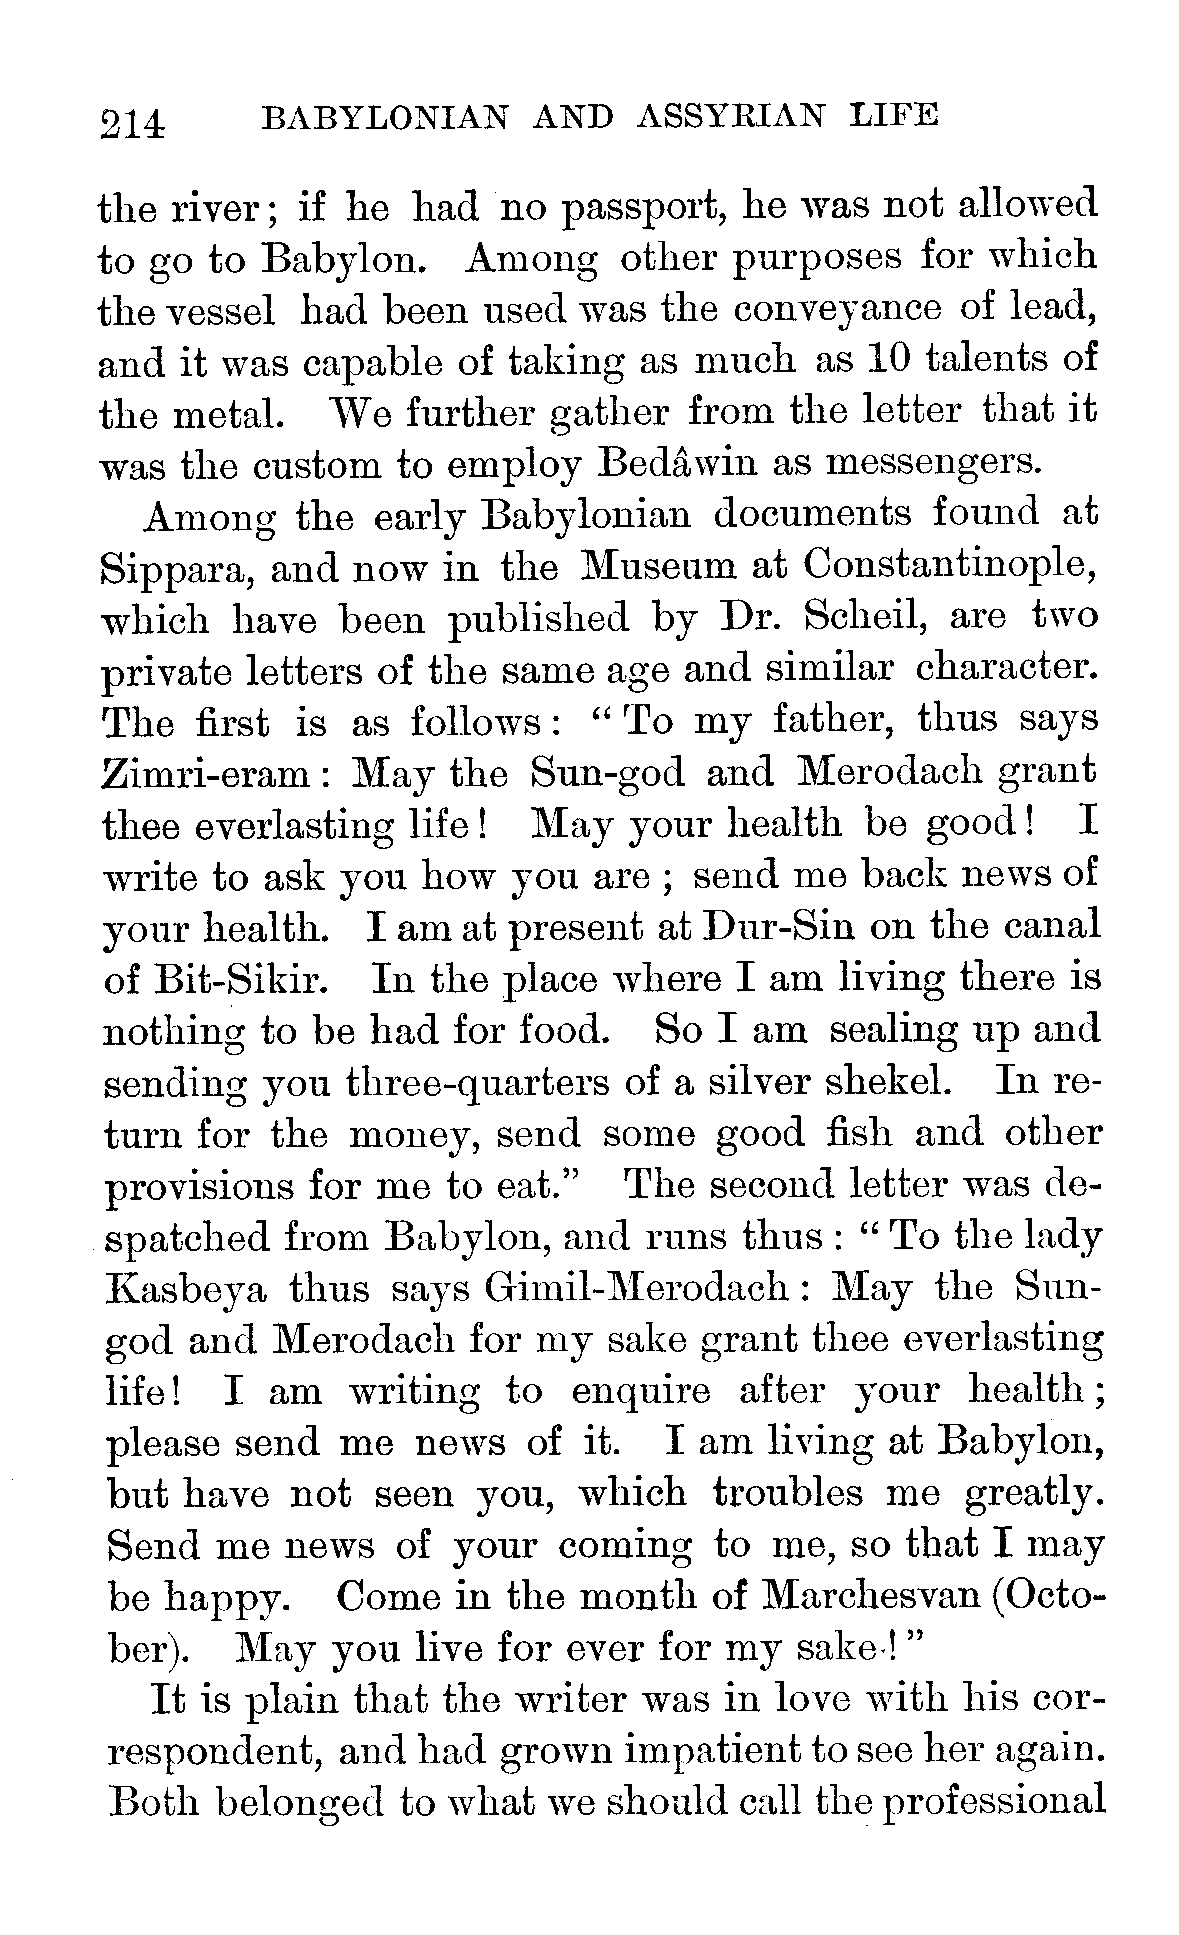 214 BABYLONIAN AND ASSYRIAN LIFE
the river; if he had no passport, he was not allowed
to go to Babylon. Among other purposes for which
the vessel had been used was the conveyance of lead,
and it was capable of taking as much as 10 talents of
the metal. We further gather from the letter that it
was the custom to employ Bedâwin as messengers.
Among the early Babylonian documents found at
Sippara, and now in the Museum at Constantinople,
which have been published by Dr. Scheil, are two
private letters of the same age and similar character.
The first is as follows: “To my father, thus says
Zimri-eram: May the Sun-god and Merodach grant
thee everlasting life! May your health be good! I
write to ask you how you are; send me back news of
your health. I am at present at Dur-Sin on the canal
of Bit-Sikir. In the place where I am living there is
nothing to be had for food. So I am sealing up and
sending you three-quarters of a silver shekel. In re-
turn for the money, send some good fish and other
provisions for me to eat.” The second letter was de-
spatched from Babylon, and runs thus: “To the lady
Kasbeya thus says Gimil-Merodach: May the Sun-
god and Merodach for my sake grant thee everlasting
life! I am writing to enquire after your health;
please send me news of it. I am living at Babylon,
but have not seen you, which troubles me greatly.
Send me news of your coming to me, so that I may
be happy. Come in the month of Marchesvan (Octo-
ber). May you live for ever for my sake!”
It is plain that the writer was in love with his cor-
respondent, and had grown impatient to see her again.
Both belonged to what we should call the professional